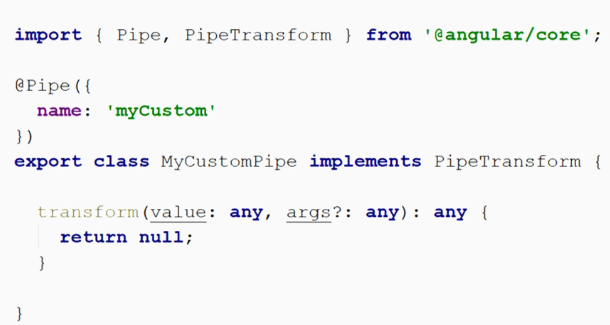 import { Pipe, PipeTransform } from '@angular/core';
@Pipe({
name: 'myCustom'
})
export class MyCustomPipe implements PipeTransform {
transform(value: any, args?: any): any {
return null;
}
}